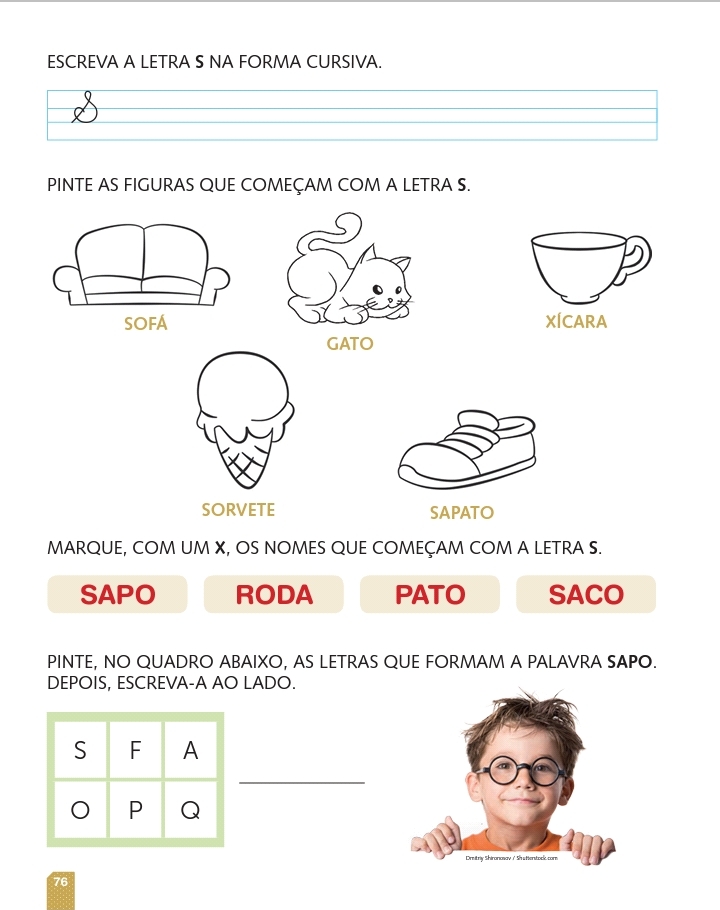 ESCREVA A LETRA S NA FORMA CURSIVA.
S
PINTE AS FIGURAS QUE COMEÇAM COM A LETRA S.
SOFÁ
GATO
XÍCARA
SORVETE
SAPATO
MARQUE, COM UM X, OS NOMES QUE COMEÇAM COM A LETRA S.
SAPO RODA PATO SACO
PINTE, NO QUADRO ABAIXO, AS LETRAS QUE FORMAM A PALAVRA SAPO.
DEPOIS, ESCREVA-A AO LADO.
S F A
O P Q
Dmitriy Shironosov / Shutterstock.com
76